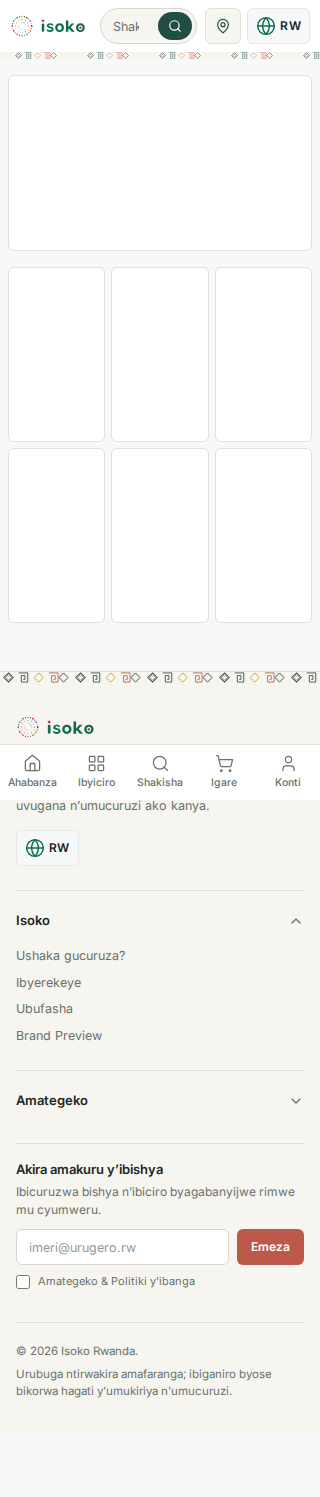 isoko
RW
isoko
Ahabanza
Ibyiciro
Shakisha
Igare
Konti
uvugana n’umucuruzi ako kanya.
RW
Isoko
Ushaka gucuruza?
Ibyerekeye
Ubufasha
Brand Preview
Amategeko
Akira amakuru y’ibishya
Ibicuruzwa bishya n’ibiciro byagabanyijwe rimwe
mu cyumweru.
imeri@urugero.rw
Emeza
Amategeko & Politiki y'ibanga
© 2026 Isoko Rwanda.
Urubuga ntirwakira amafaranga; ibiganiro byose
bikorwa hagati y’umukiriya n’umucuruzi.